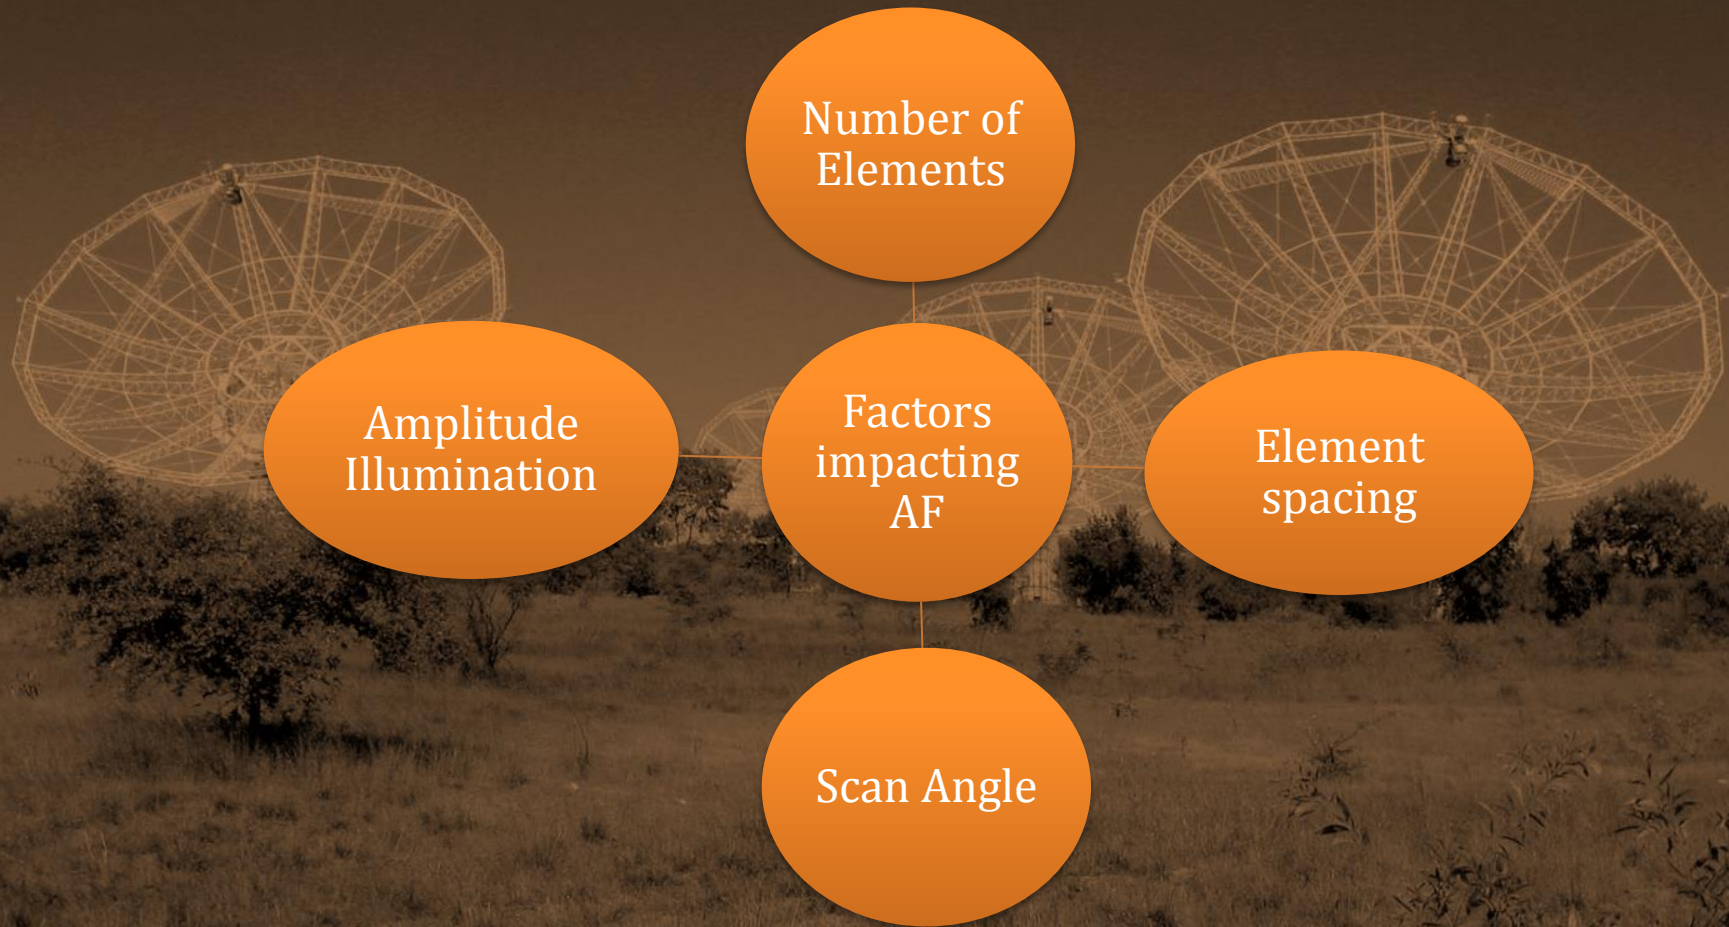 Number of
Elements
Amplitude
Illumination
Factors
impacting
AF
Element
spacing
Scan Angle